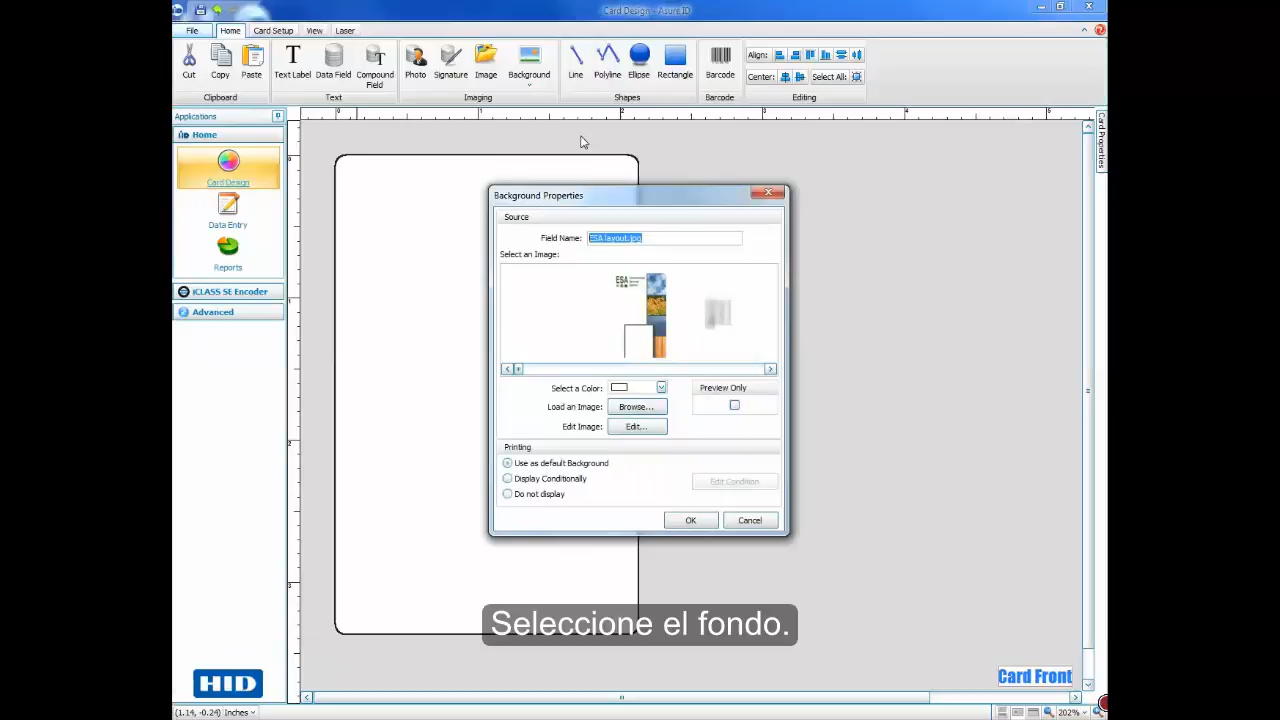 Card Design - Asure ID
File Home Card Setup View Laser
Cut Copy Paste Text Label Data Field Compound Field Photo Signature Image Background Line Polyline Ellipse Rectangle Barcode Align: Center: Select All:
Clipboard Text Imaging Shapes Barcode Editing
Applications
Home
Card Design
Data Entry
Reports
iCLASS SE Encoder
Advanced
Card Properties
Background Properties
Source
Field Name: ESA layout.jpg
Select an Image:
ESA
Select a Color:
Preview Only
Load an Image: Browse...
Edit Image: Edit...
Printing
Use as default Background
Display Conditionally
Edit Condition
Do not display
OK Cancel
Seleccione el fondo.
HID
Card Front
(1.14, -0.24) Inches
202%